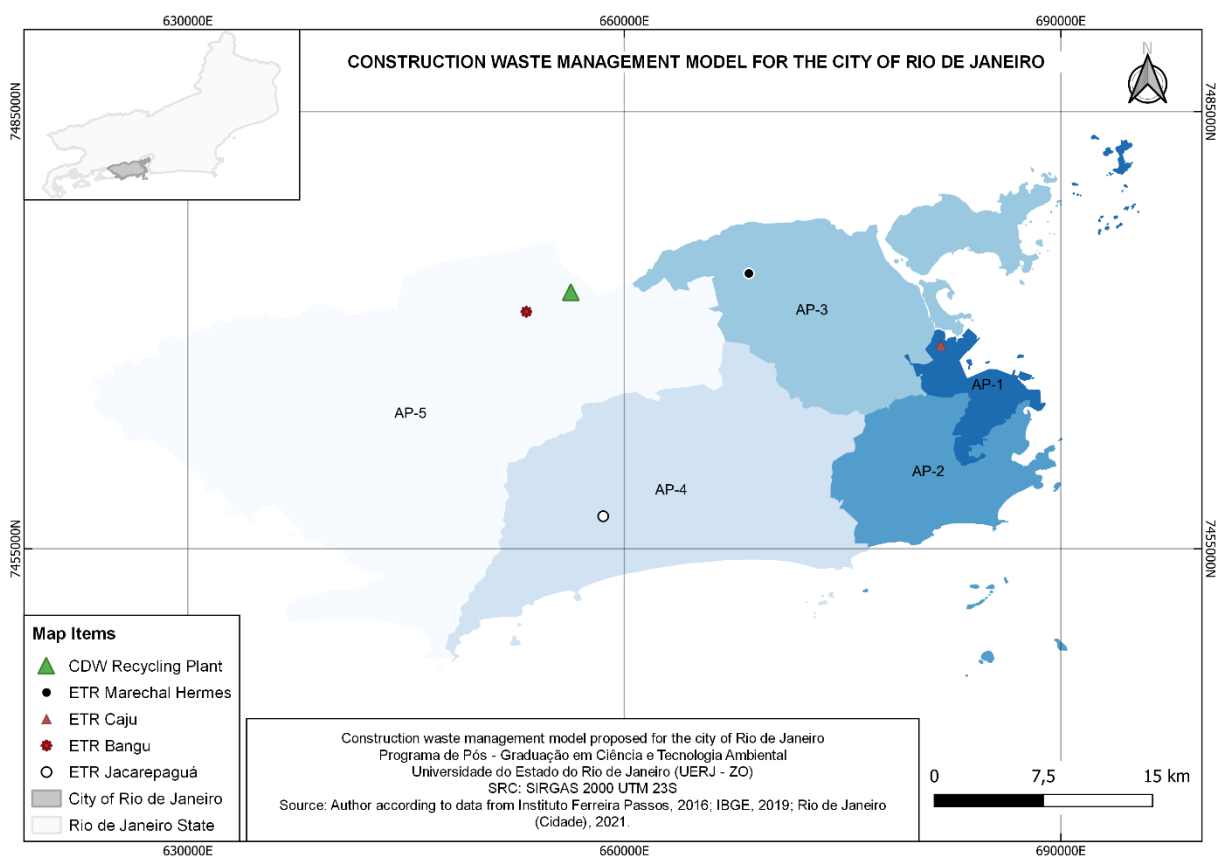 630000E
660000E
690000E
CONSTRUCTION WASTE MANAGEMENT MODEL FOR THE CITY OF RIO DE JANEIRO
N
7485000N
7485000N
AP-3
AP-1
AP-5
AP-2
AP-4
7455000N
7455000N
Map Items
CDW Recycling Plant
ETR Marechal Hermes
ETR Caju
ETR Bangu
ETR Jacarepaguá
City of Rio de Janeiro
Rio de Janeiro State
Construction waste management model proposed for the city of Rio de Janeiro
Programa de Pós - Graduação em Ciência e Tecnologia Ambiental
Universidade do Estado do Rio de Janeiro (UERJ - ZO)
SRC: SIRGAS 2000 UTM 23S
Source: Author according to data from Instituto Ferreira Passos, 2016; IBGE, 2019; Rio de Janeiro
(Cidade), 2021.
0
7,5
15 km
630000E
660000E
690000E